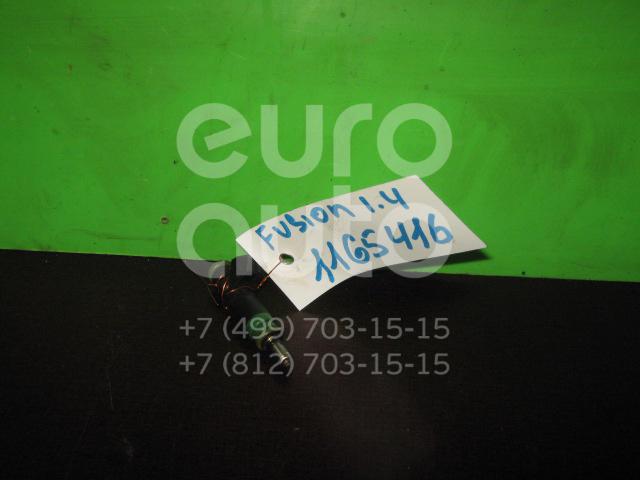 euro
auto
Fusion 1.4
1165416
+7 (499) 703-15-15
+7 (812) 703-15-15